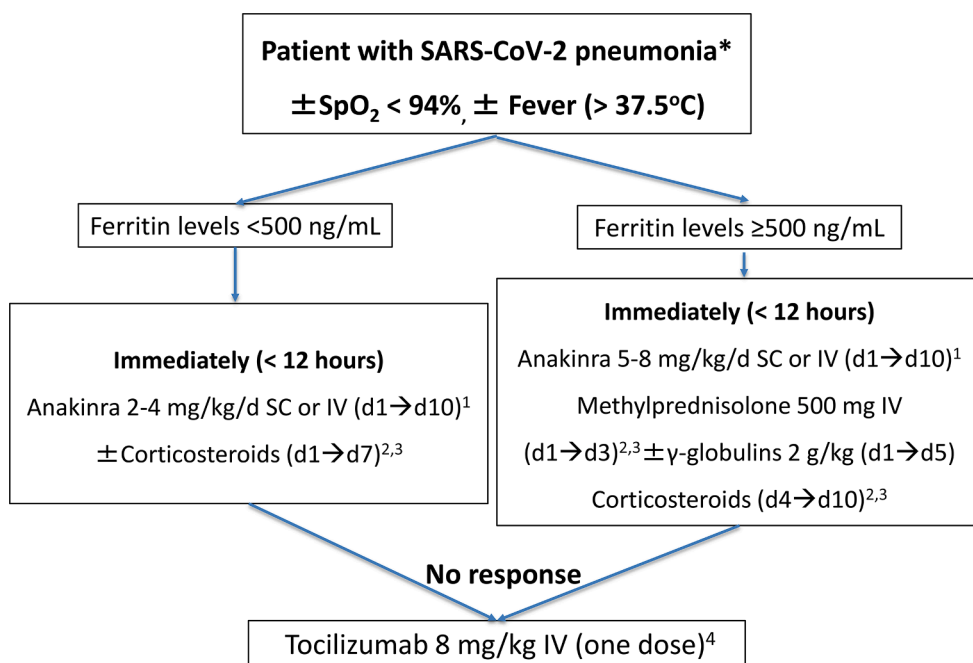 Patient with SARS-CoV-2 pneumonia*
±SpO₂ < 94%, ± Fever (> 37.5ºC)
Ferritin levels <500 ng/mL
Ferritin levels ≥500 ng/mL
Immediately (< 12 hours)
Anakinra 2-4 mg/kg/d SC or IV (d1→d10)¹
±Corticosteroids (d1→d7)²,³
Immediately (< 12 hours)
Anakinra 5-8 mg/kg/d SC or IV (d1→d10)¹
Methylprednisolone 500 mg IV
(d1→d3)²,³±γ-globulins 2 g/kg (d1→d5)
Corticosteroids (d4→d10)²,³
No response
Tocilizumab 8 mg/kg IV (one dose)⁴